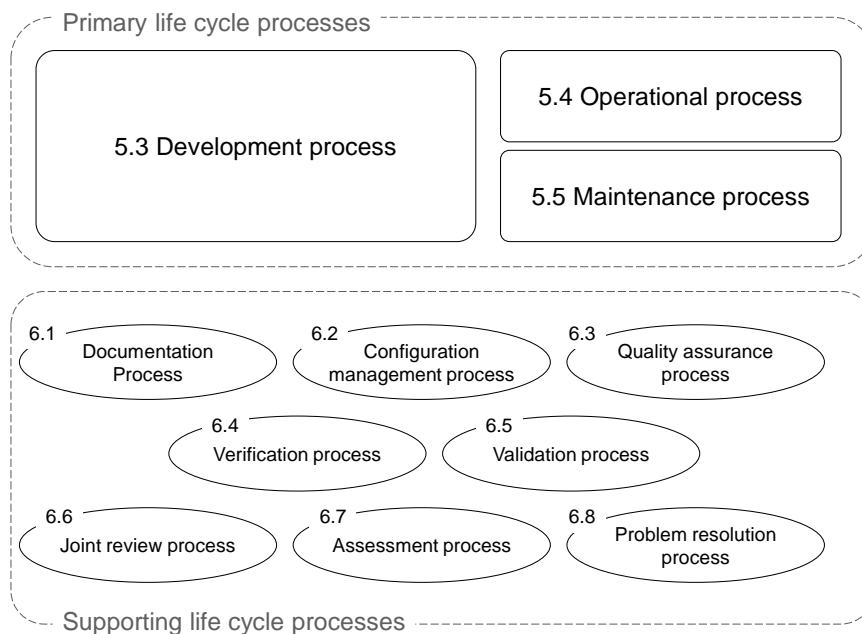 Primary life cycle processes
5.3 Development process
5.4 Operational process
5.5 Maintenance process
6.1
Documentation
Process
6.2
Configuration
management process
6.3
Quality assurance
process
6.4
Verification process
6.5
Validation process
6.6
Joint review process
6.7
Assessment process
6.8
Problem resolution
process
Supporting life cycle processes